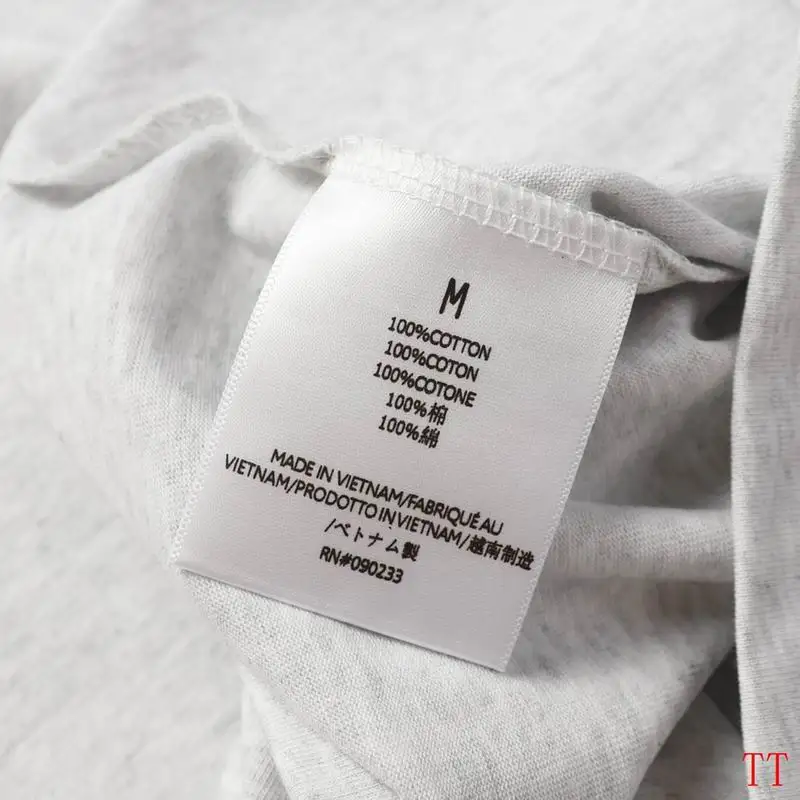 M
100%COTTON
100%COTON
100%COTONE
100%棉
100%綿
MADE IN VIETNAM/FABRIQUÉ AU
VIETNAM/PRODOTTO IN VIETNAM/越南制造
/ベトナム製
RN#090233
TT